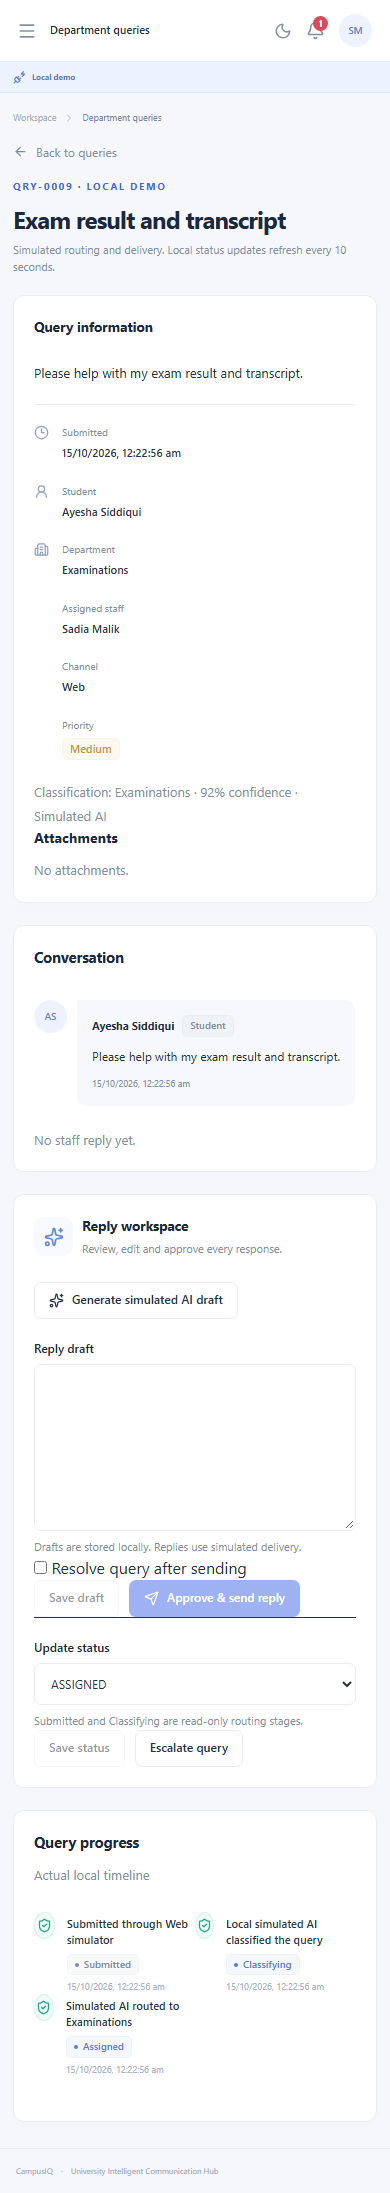 Department queries
1
SM
Local demo
Workspace
Department queries
Back to queries
QRY-0009 · LOCAL DEMO
Exam result and transcript
Simulated routing and delivery. Local status updates refresh every 10
seconds.
Query information
Please help with my exam result and transcript.
Submitted
15/10/2026, 12:22:56 am
Student
Ayesha Siddiqui
Department
Examinations
Assigned staff
Sadia Malik
Channel
Web
Priority
Medium
Classification: Examinations · 92% confidence ·
Simulated AI
Attachments
No attachments.
Conversation
AS
Ayesha Siddiqui
Student
Please help with my exam result and transcript.
15/10/2026, 12:22:56 am
No staff reply yet.
Reply workspace
Review, edit and approve every response.
Generate simulated AI draft
Reply draft
Drafts are stored locally. Replies use simulated delivery.
Resolve query after sending
Save draft
Approve & send reply
Update status
ASSIGNED
Submitted and Classifying are read-only routing stages.
Save status
Escalate query
Query progress
Actual local timeline
Submitted through Web
simulator
Submitted
15/10/2026, 12:22:56 am
Local simulated AI
classified the query
Classifying
15/10/2026, 12:22:56 am
Simulated AI routed to
Examinations
Assigned
15/10/2026, 12:22:56 am
CampusIQ · University Intelligent Communication Hub